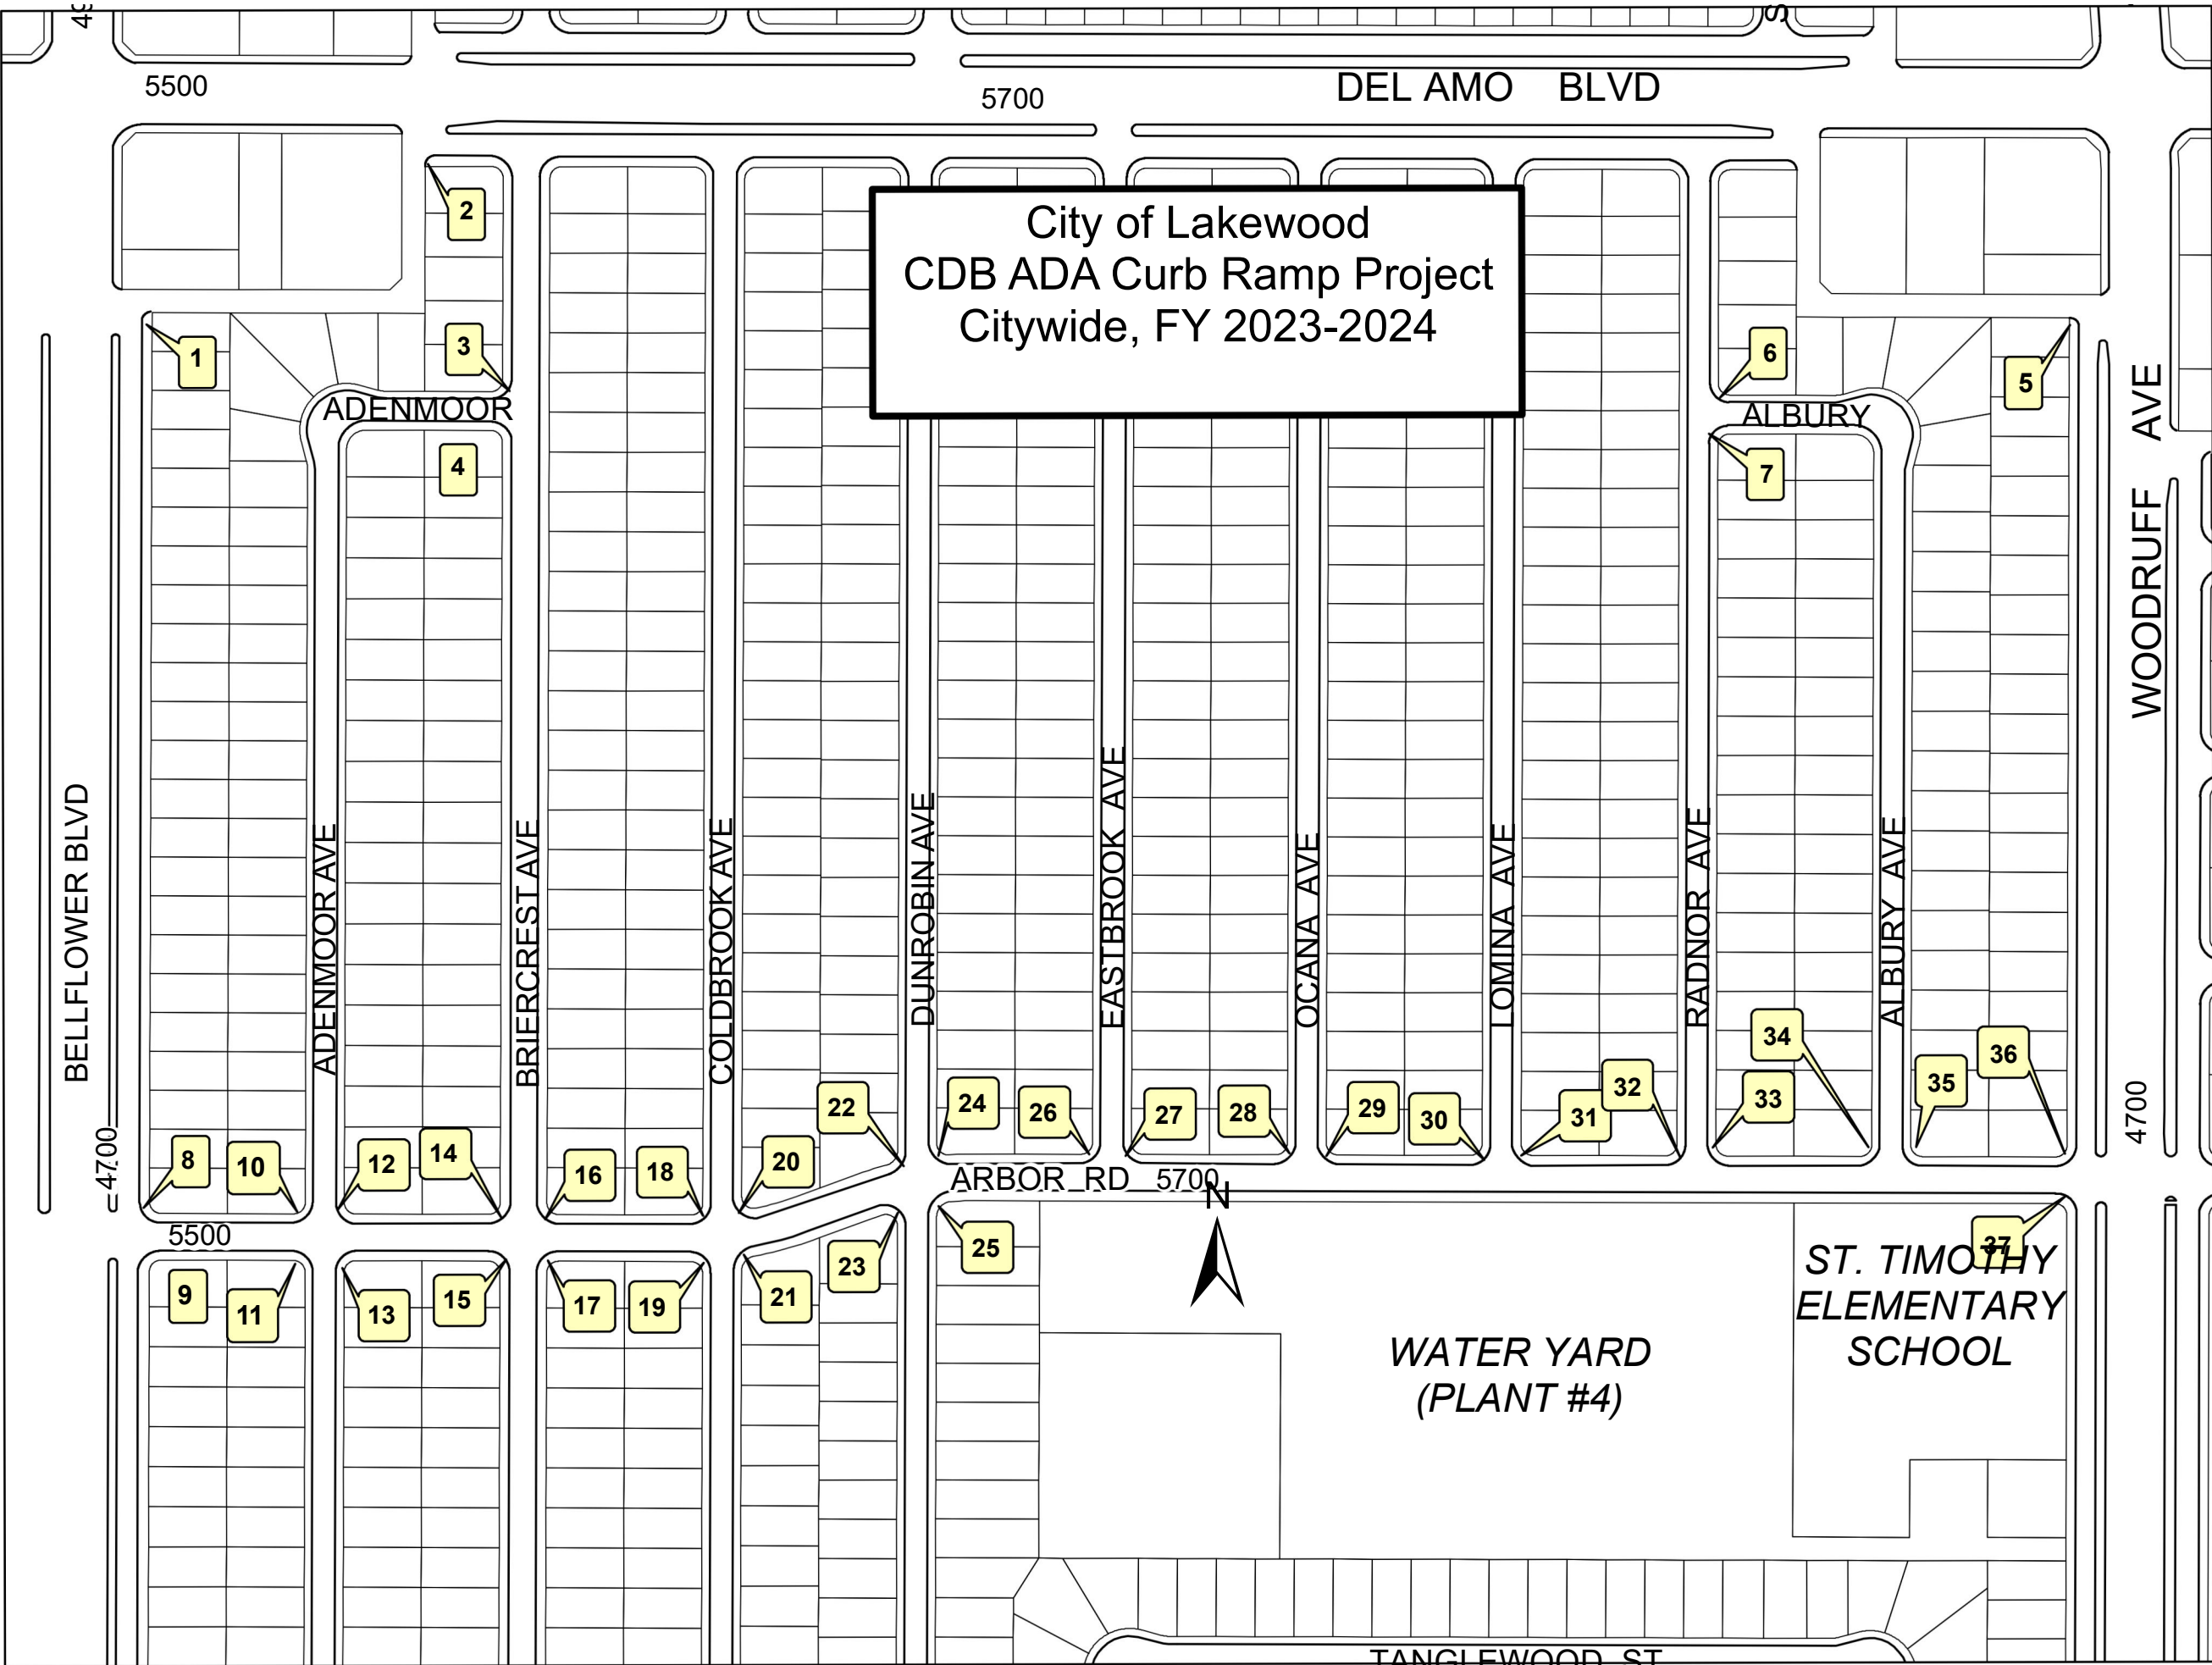 5500
5700
DEL AMO BLVD
City of Lakewood
CDB ADA Curb Ramp Project
Citywide, FY 2023-2024
2
1
3
6
5
ADENMOOR
ALBURY
4
7
WOODRUFF AVE
BELLFLOWER BLVD
ADENMOOR AVE
BRIERCREST AVE
COLDBROOK AVE
DUNROBIN AVE
EASTBROOK AVE
OCANA AVE
LOMINA AVE
RADNOR AVE
ALBURY AVE
4700
4700
8
10
12
14
16
18
20
22
24
26
27
28
29
30
31
32
33
34
35
36
ARBOR RD 5700
N
5500
9
11
13
15
17
19
21
23
25
37
ST. TIMOTHY
ELEMENTARY
SCHOOL
WATER YARD
(PLANT #4)
TANGLEWOOD ST